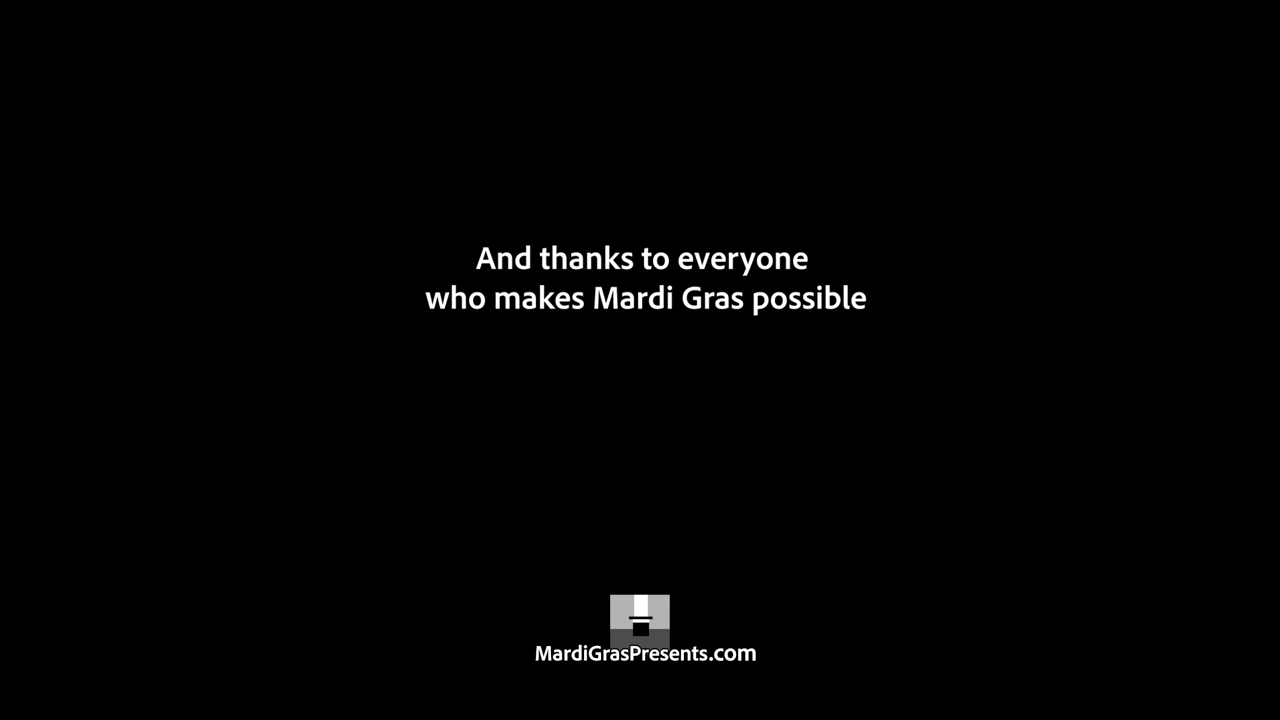 And thanks to everyone
who makes Mardi Gras possible
MardiGrasPresents.com